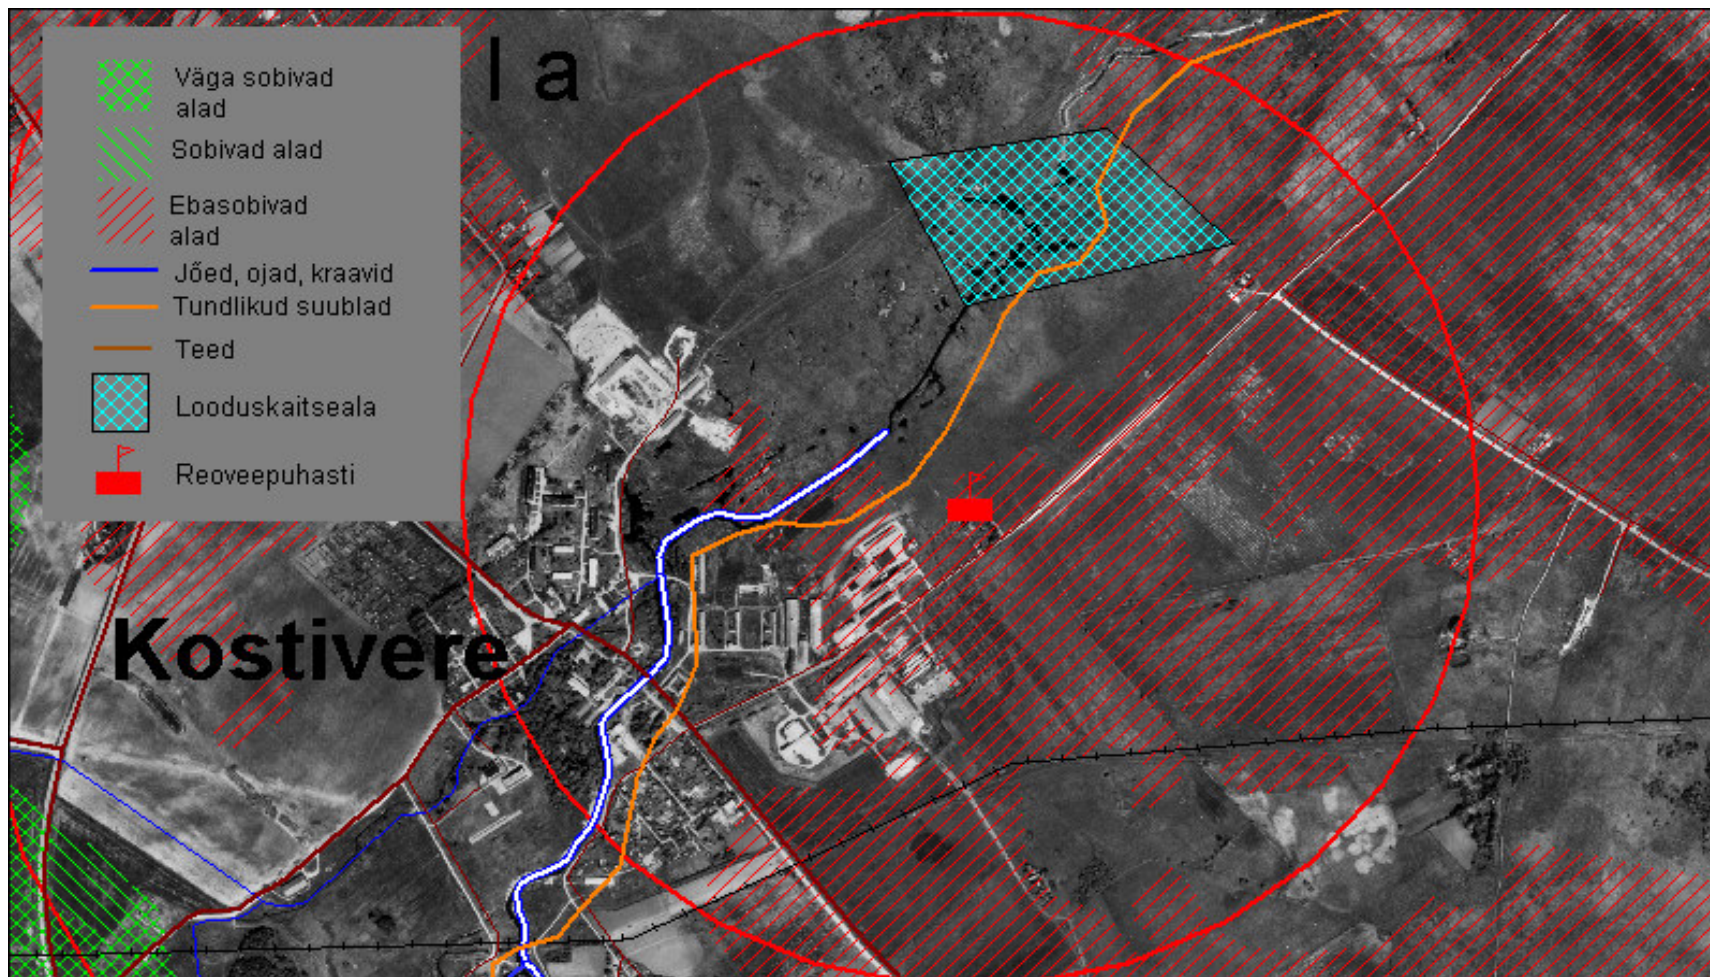 l a
Väga sobivad
alad
Sobivad alad
Ebasobivad
alad
Jõed, ojad, kraavid
Tundlikud suublad
Teed
Looduskaitseala
Reoveepuhasti
Kostivere